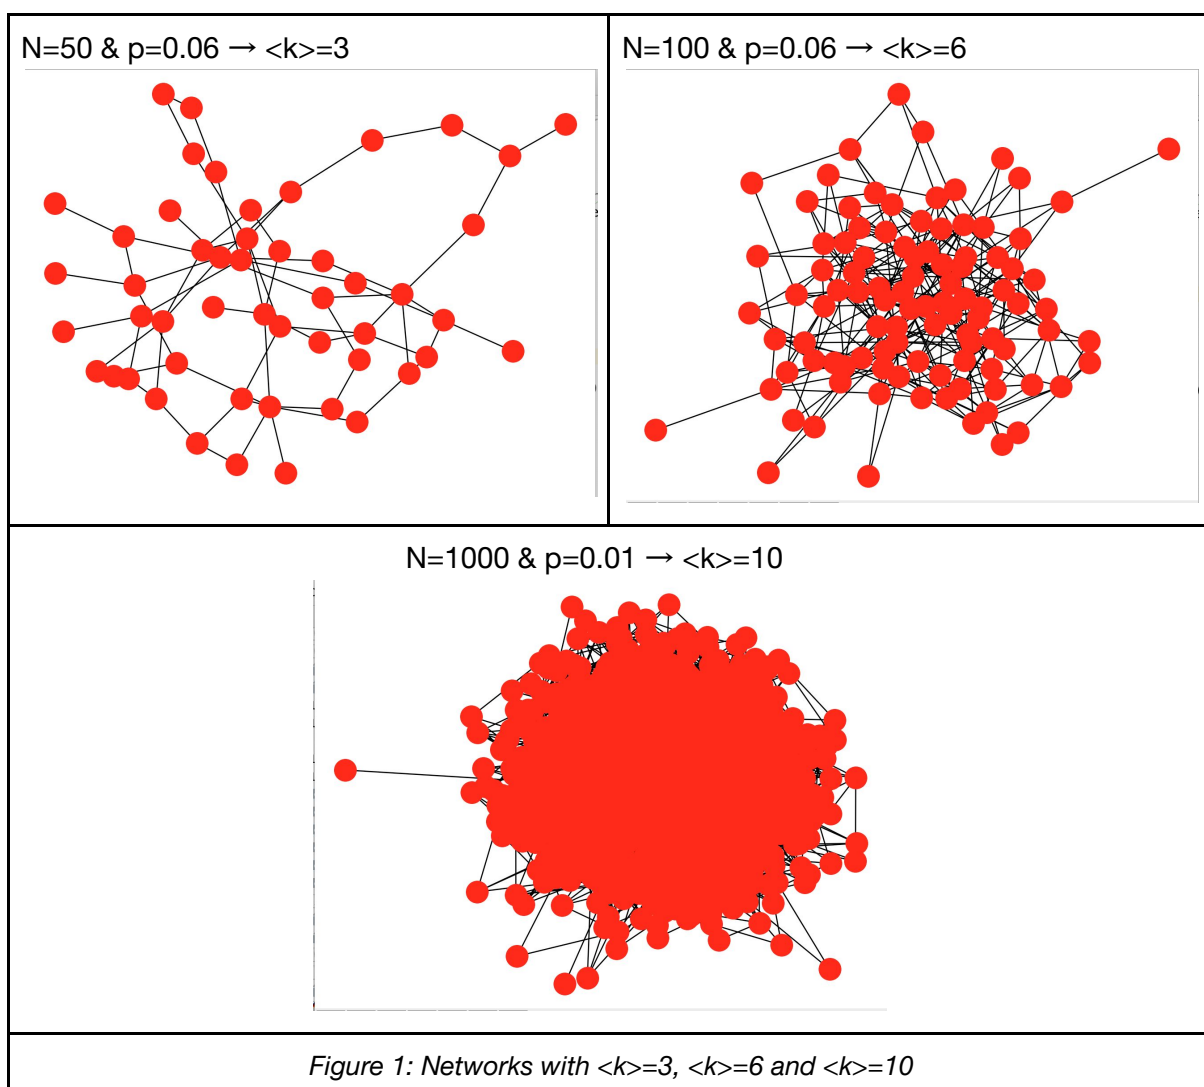 N=50 & p=0.06 → <k>=3
N=100 & p=0.06 → <k>=6
N=1000 & p=0.01 → <k>=10
Figure 1: Networks with <k>=3, <k>=6 and <k>=10